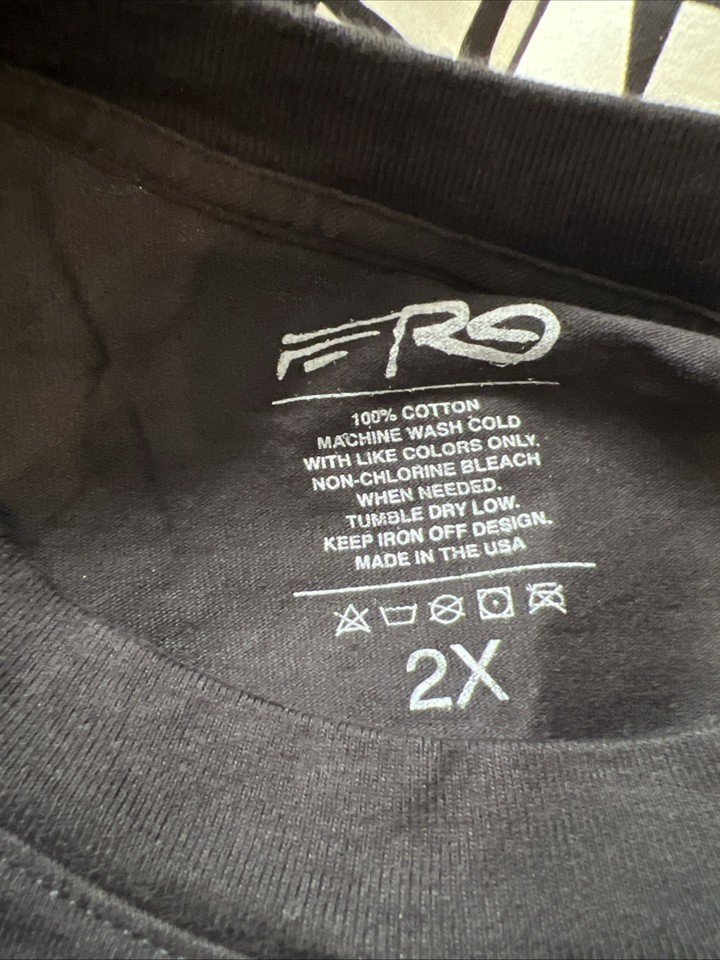 ERO
100% COTTON
MACHINE WASH COLD
WITH LIKE COLORS ONLY.
NON-CHLORINE BLEACH
WHEN NEEDED.
TUMBLE DRY LOW.
KEEP IRON OFF DESIGN.
MADE IN THE USA
2X